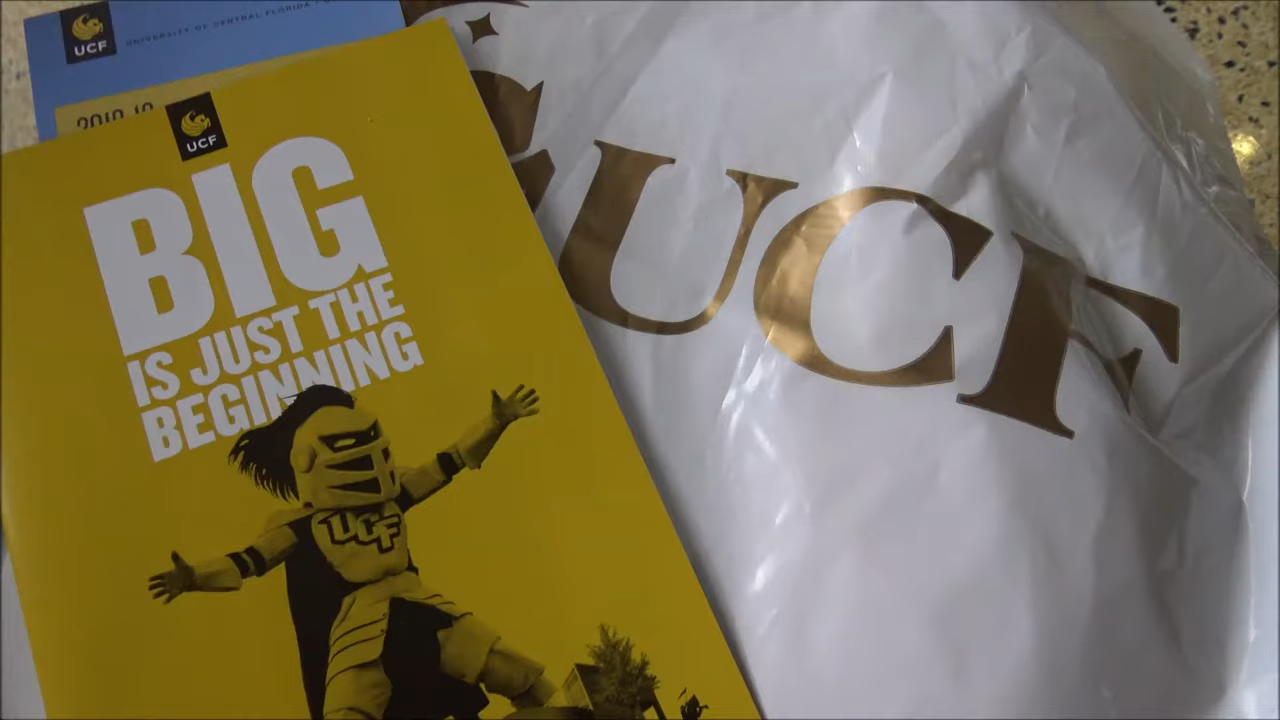 UCF
UNIVERSITY OF CENTRAL FLORIDA
UCF
BIG
IS JUST THE
BEGINNING
UCF
UCF